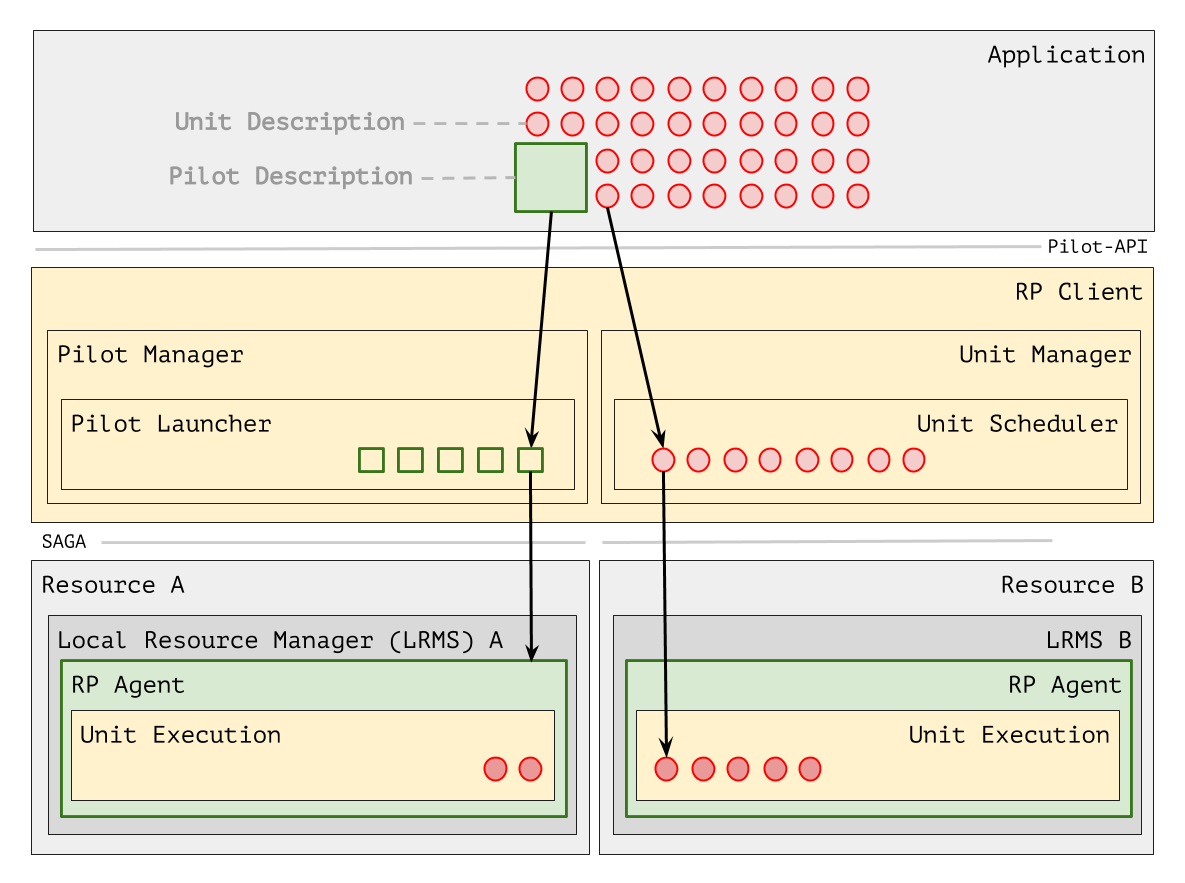 Application
Unit Description
Pilot Description
Pilot-API
RP Client
Pilot Manager
Unit Manager
Pilot Launcher
Unit Scheduler
SAGA
Resource A
Resource B
Local Resource Manager (LRMS) A
LRMS B
RP Agent
RP Agent
Unit Execution
Unit Execution